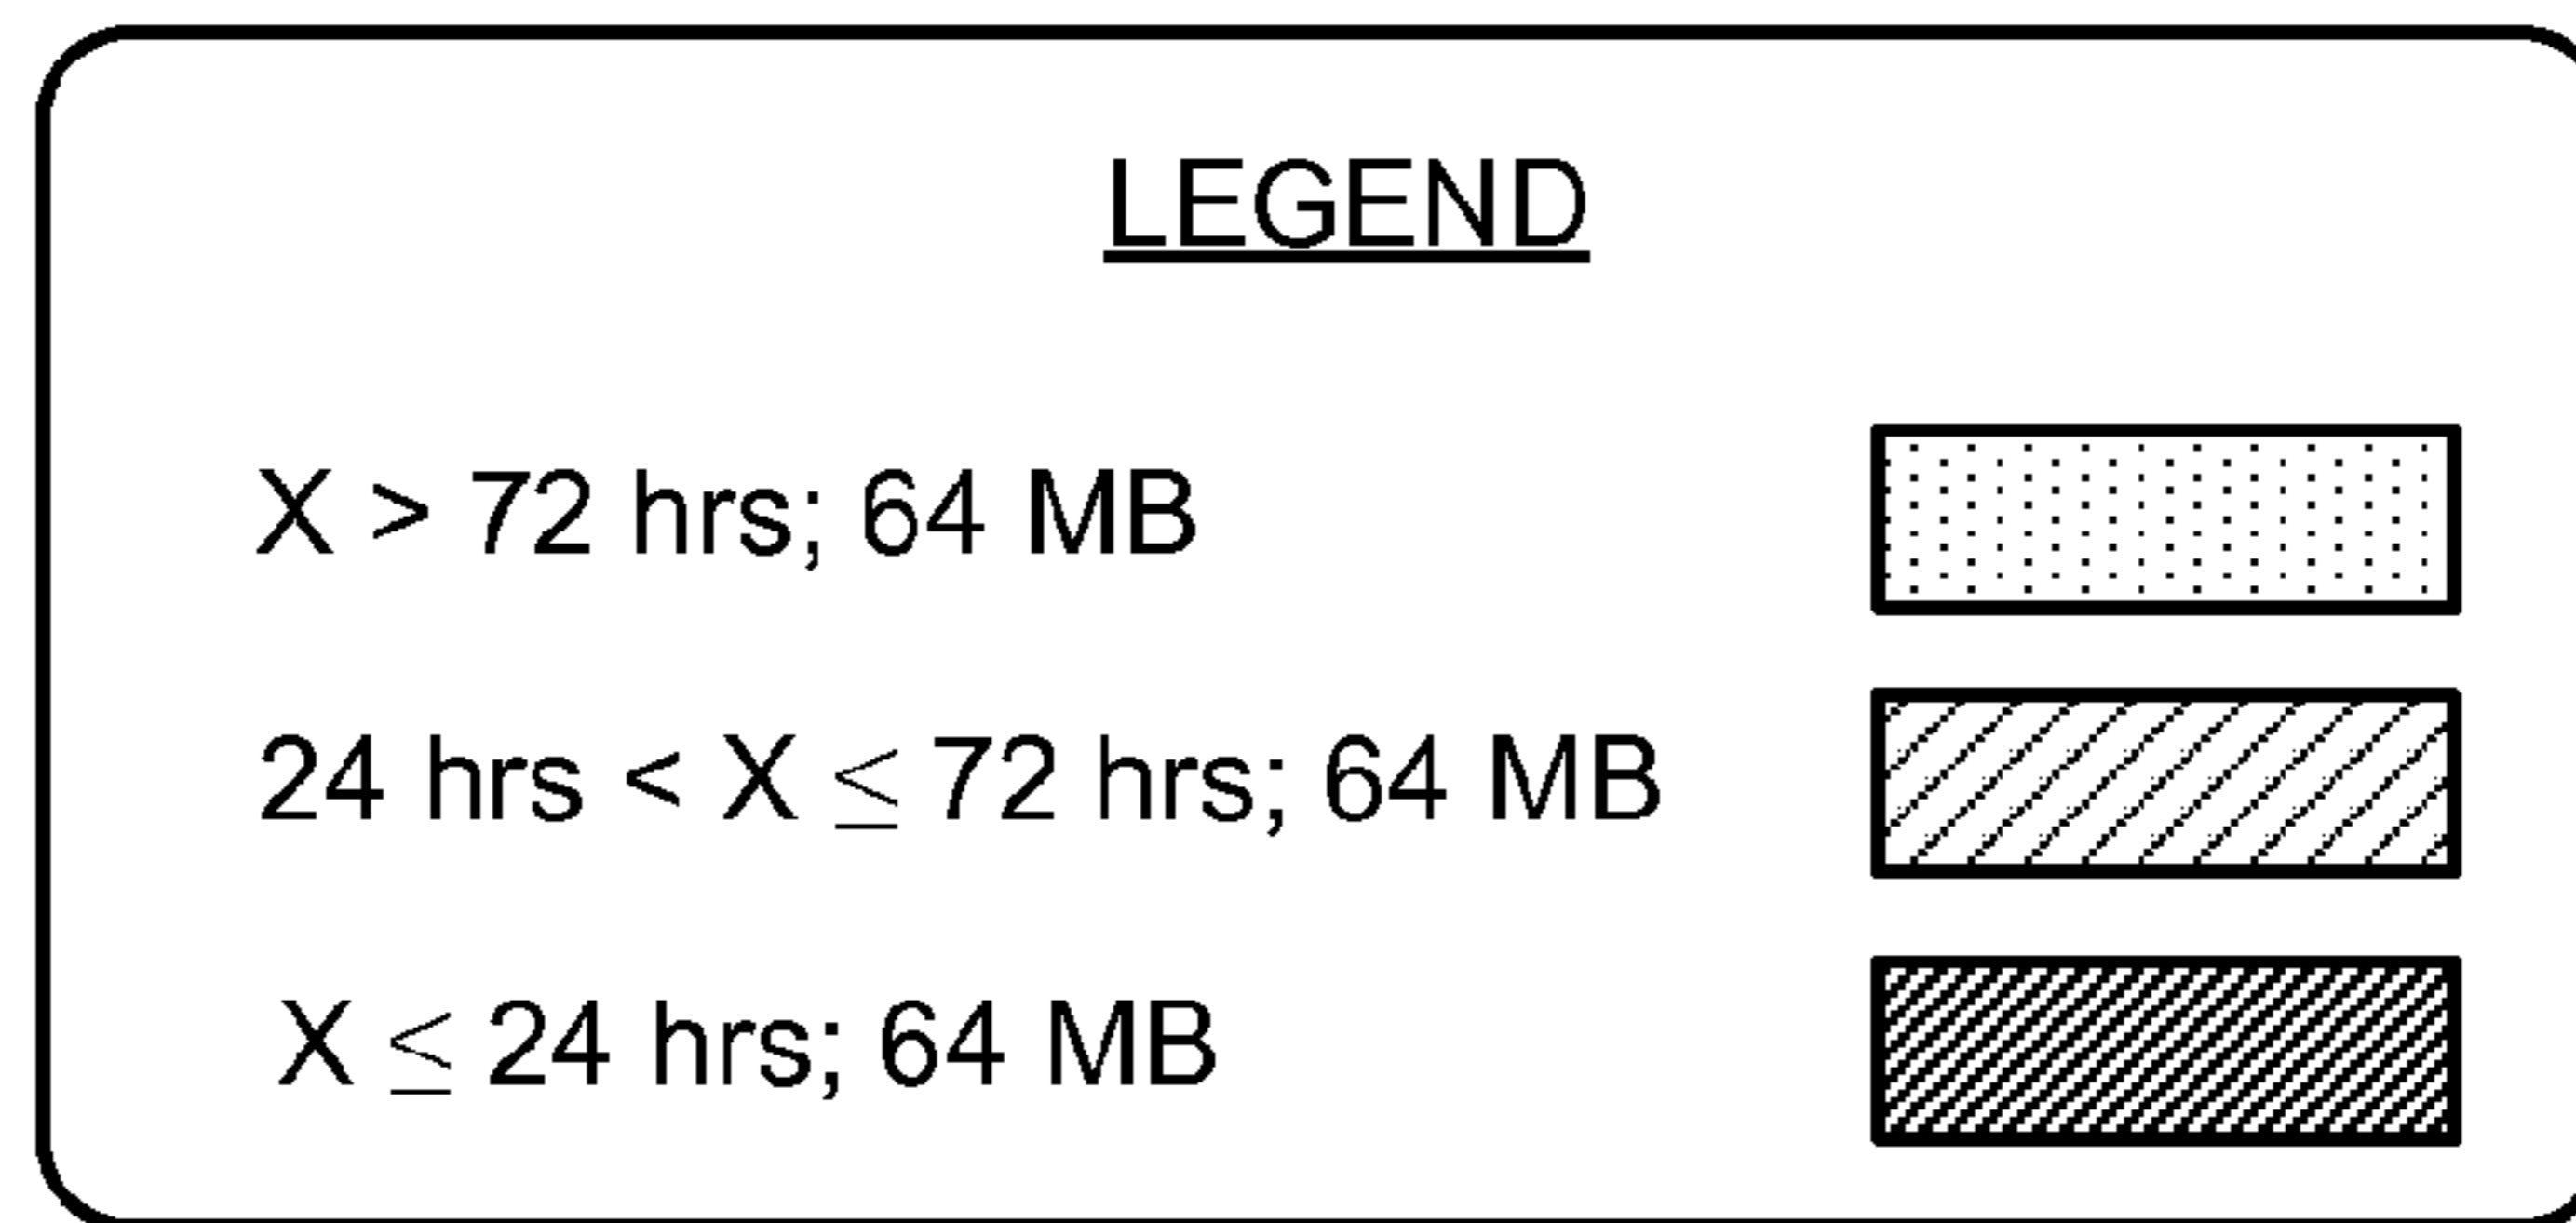 LEGEND
X > 72 hrs; 64 MB
24 hrs < X ≤ 72 hrs; 64 MB
X ≤ 24 hrs; 64 MB